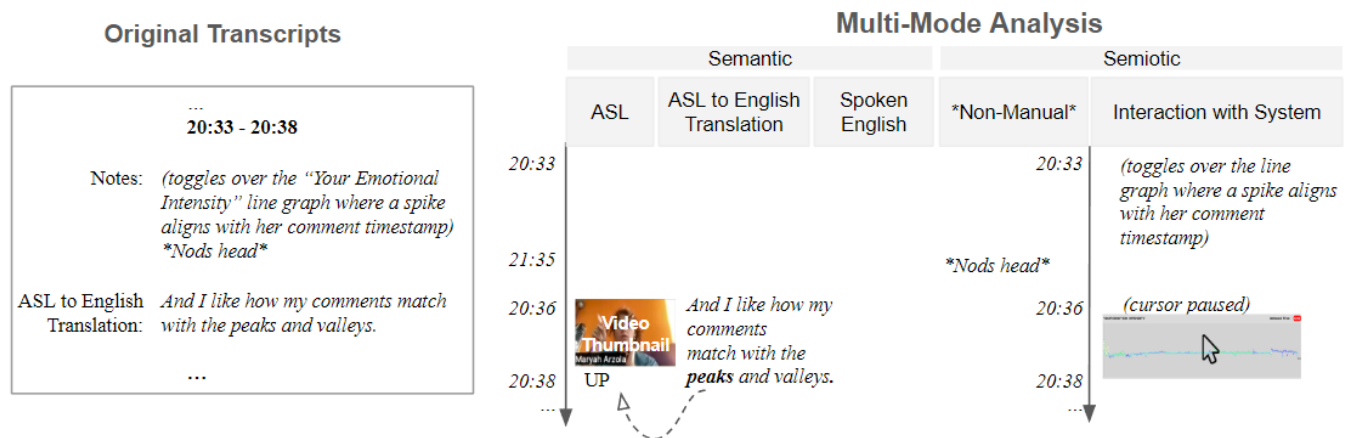 Original Transcripts
...
20:33 - 20:38
Notes: (toggles over the “Your Emotional
Intensity” line graph where a spike
aligns with her comment timestamp)
*Nods head*
ASL to English And I like how my comments match
Translation: with the peaks and valleys.
...
Multi-Mode Analysis
Semantic
Semiotic
ASL
ASL to English
Translation
Spoken
English
*Non-Manual*
Interaction with System
20:33
21:35
20:36
20:38
...
Video
Thumbnail
Maryah Arzola
UP
And I like how my
comments
match with the
peaks and valleys.
*Nods head*
20:33
20:36
20:38
...
(toggles over the line
graph where a spike aligns
with her comment
timestamp)
(cursor paused)